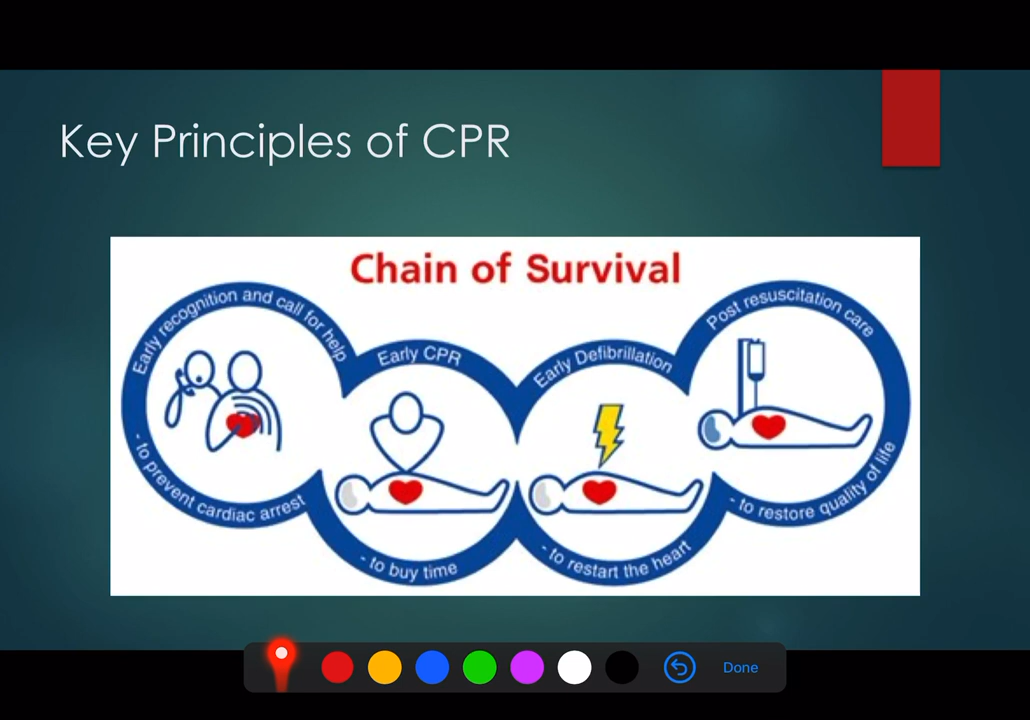 Key Principles of CPR
Chain of Survival
Early recognition and call for help
- to prevent cardiac arrest
Early CPR
- to buy time
Early Defibrillation
- to restart the heart
Post resuscitation care
- to restore quality of life
Done